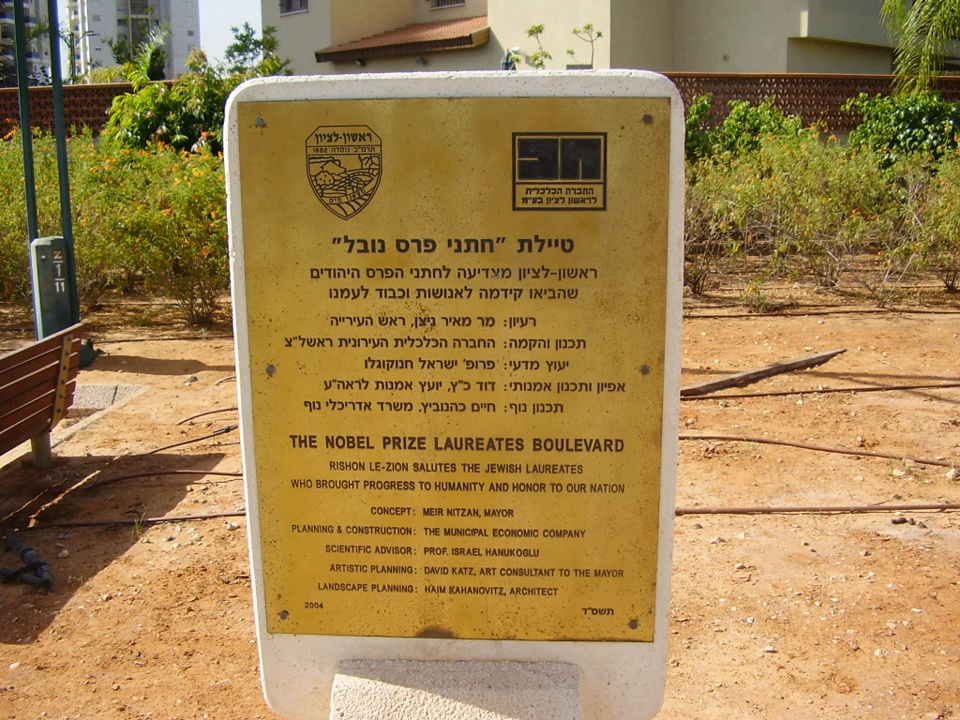 ראשון-לציון
תרמ"ב נוסדה 1882
חב
החברה הכלכלית
לראשון לציון בע"מ
טיילת "חתני פרס נובל"
ראשון-לציון מצדיעה לחתני הפרס היהודים
שהביאו קידמה לאנושות וכבוד לעמנו
רעיון: מר מאיר ניצן, ראש העירייה
תכנון והקמה: החברה הכלכלית העירונית ראשל"צ
יעוץ מדעי: פרופ' ישראל חנוקוגלו
אפיון ותכנון אמנותי: דוד כ"ץ, יועץ אמנות לראה"ע
תכנון נוף: חיים כהנוביץ, משרד אדריכלי נוף
THE NOBEL PRIZE LAUREATES BOULEVARD
RISHON LE-ZION SALUTES THE JEWISH LAUREATES
WHO BROUGHT PROGRESS TO HUMANITY AND HONOR TO OUR NATION
CONCEPT: MEIR NITZAN, MAYOR
PLANNING & CONSTRUCTION: THE MUNICIPAL ECONOMIC COMPANY
SCIENTIFIC ADVISOR: PROF. ISRAEL HANUKOGLU
ARTISTIC PLANNING: DAVID KATZ, ART CONSULTANT TO THE MAYOR
LANDSCAPE PLANNING: HAIM KAHANOVITZ, ARCHITECT
2004 תשס"ד
11